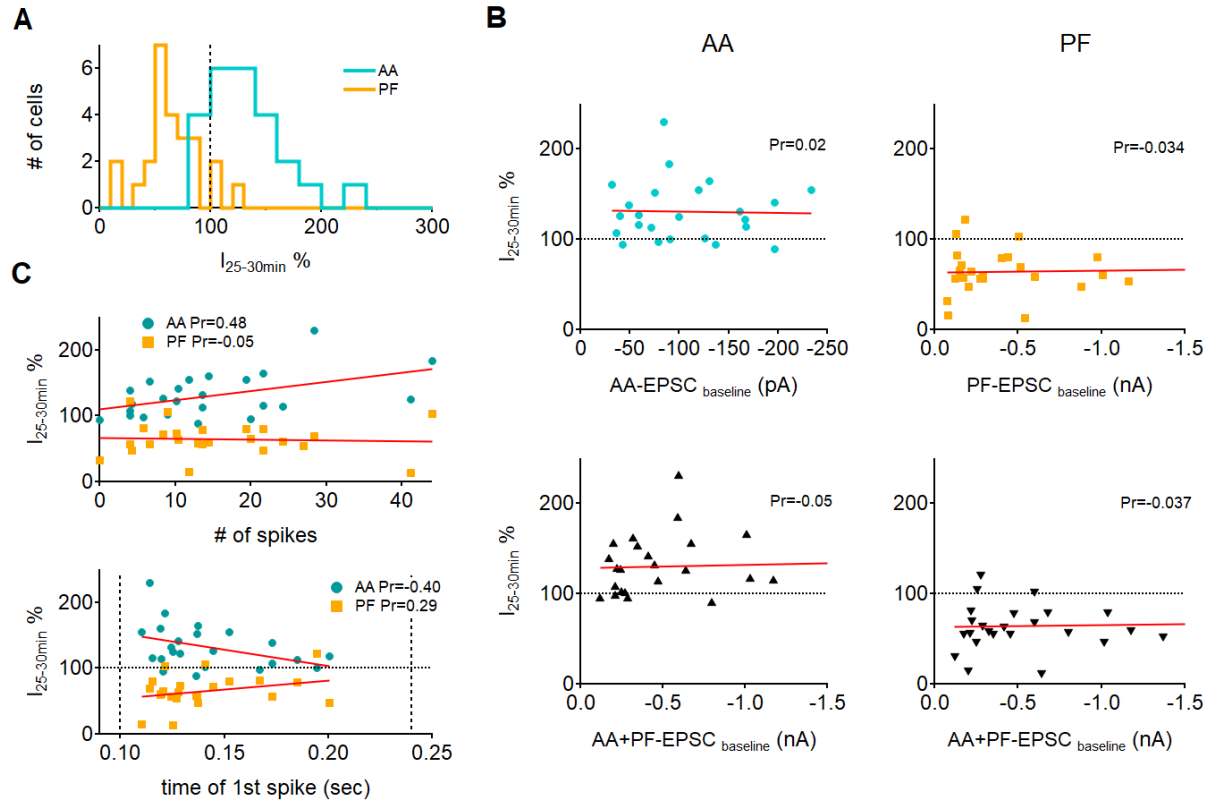 A
# of cells
6
4
2
0
AA
PF
0 100 200 300
I25-30min %
B
AA
I25-30min %
200
100
0
Pr=0.02
-50 -100 -150 -200 -250
AA-EPSC baseline (pA)
PF
200
100
0
Pr=-0.034
0.0 -0.5 -1.0 -1.5
PF-EPSC baseline (nA)
I25-30min %
200
100
0
Pr=-0.05
-0.5 -1.0 -1.5
AA+PF-EPSC baseline (nA)
200
100
0
Pr=-0.037
0.0 -0.5 -1.0 -1.5
AA+PF-EPSC baseline (nA)
C
AA Pr=0.48
PF Pr=-0.05
I25-30min %
200
100
0
0 10 20 30 40
# of spikes
AA Pr=-0.40
PF Pr=0.29
I25-30min %
200
100
0
0.10 0.15 0.20 0.25
time of 1st spike (sec)